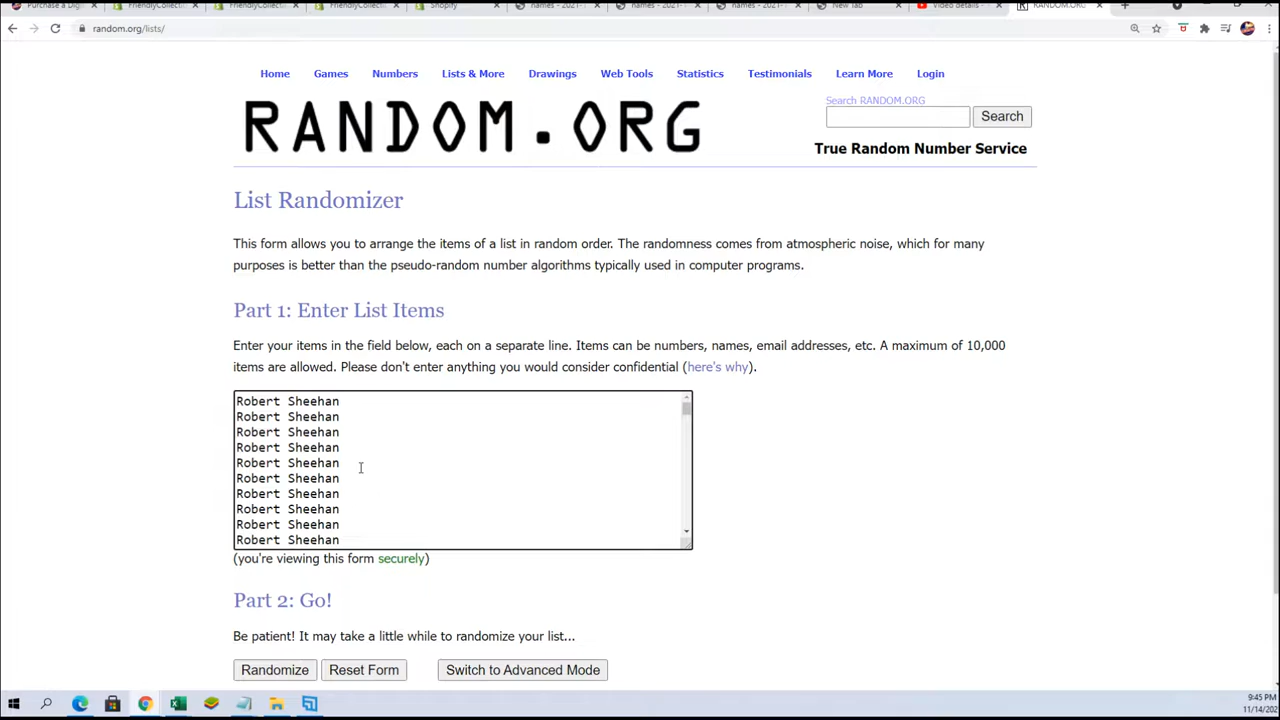 Purchase a Dig
FriendlyCollect
FriendlyCollect
FriendlyCollect
Shopify
names - 2021-
names - 2021-
names - 2021-
New Tab
Video details -
RANDOM.ORG
random.org/lists/
Home Games Numbers Lists & More Drawings Web Tools Statistics Testimonials Learn More Login
RANDOM.ORG
Search RANDOM.ORG
Search
True Random Number Service
List Randomizer
This form allows you to arrange the items of a list in random order. The randomness comes from atmospheric noise, which for many
purposes is better than the pseudo-random number algorithms typically used in computer programs.
Part 1: Enter List Items
Enter your items in the field below, each on a separate line. Items can be numbers, names, email addresses, etc. A maximum of 10,000
items are allowed. Please don't enter anything you would consider confidential (here's why).
Robert Sheehan
Robert Sheehan
Robert Sheehan
Robert Sheehan
Robert Sheehan
Robert Sheehan
Robert Sheehan
Robert Sheehan
Robert Sheehan
Robert Sheehan
(you're viewing this form securely)
Part 2: Go!
Be patient! It may take a little while to randomize your list...
Randomize Reset Form Switch to Advanced Mode
9:45 PM
11/14/202